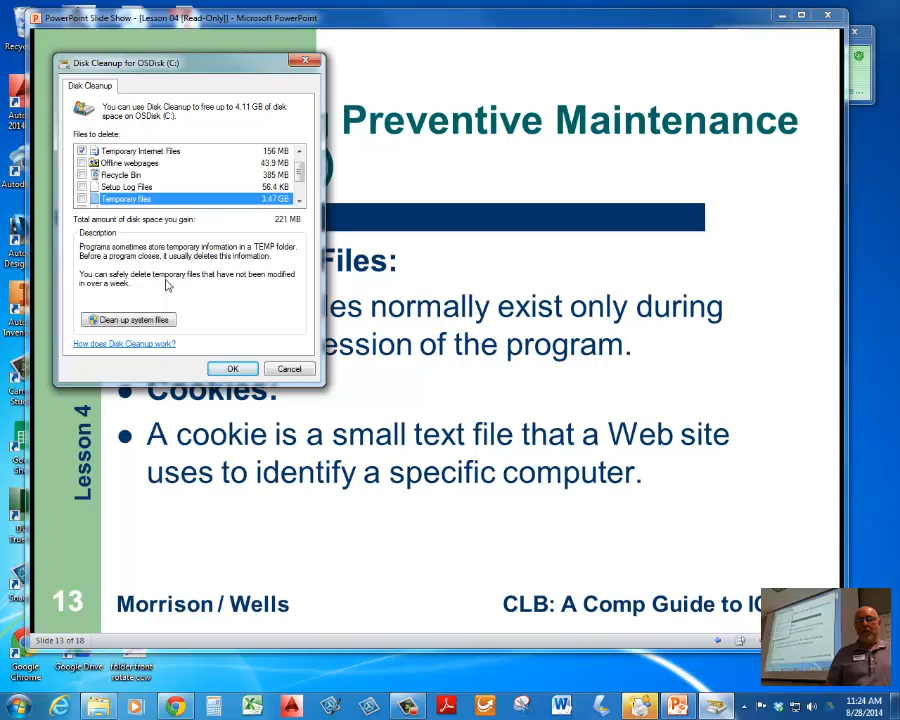 PowerPoint Slide Show - [Lesson 04 [Read-Only]] - Microsoft PowerPoint
Disk Cleanup for OSDisk (C:)
Disk Cleanup
You can use Disk Cleanup to free up to 4.11 GB of disk
space on OSDisk (C:).
Files to delete:
Temporary Internet Files 156 MB
Offline webpages 43.9 MB
Recycle Bin 385 MB
Setup Log Files 56.4 KB
Temporary files 3.47 GB
Total amount of disk space you gain: 221 MB
Description
Programs sometimes store temporary information in a TEMP folder.
Before a program closes, it usually deletes this information.
You can safely delete temporary files that have not been modified
in over a week.
Clean up system files
How does Disk Cleanup work?
OK Cancel
Preventive Maintenance
Files:
normally exist only during
of the program.
Cookies:
A cookie is a small text file that a Web site
uses to identify a specific computer.
Lesson 4
13
Morrison / Wells
CLB: A Comp Guide to
Slide 13 of 18
2014
Google
Chrome
Google Drive
folder front
rotate ccw
11:24 AM
8/28/2014